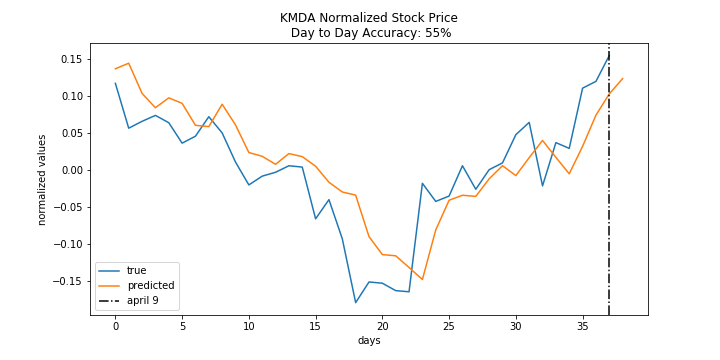 KMDA Normalized Stock Price
Day to Day Accuracy: 55%
normalized values
0.15
0.10
0.05
0.00
−0.05
−0.10
−0.15
true
predicted
april 9
0 5 10 15 20 25 30 35
days